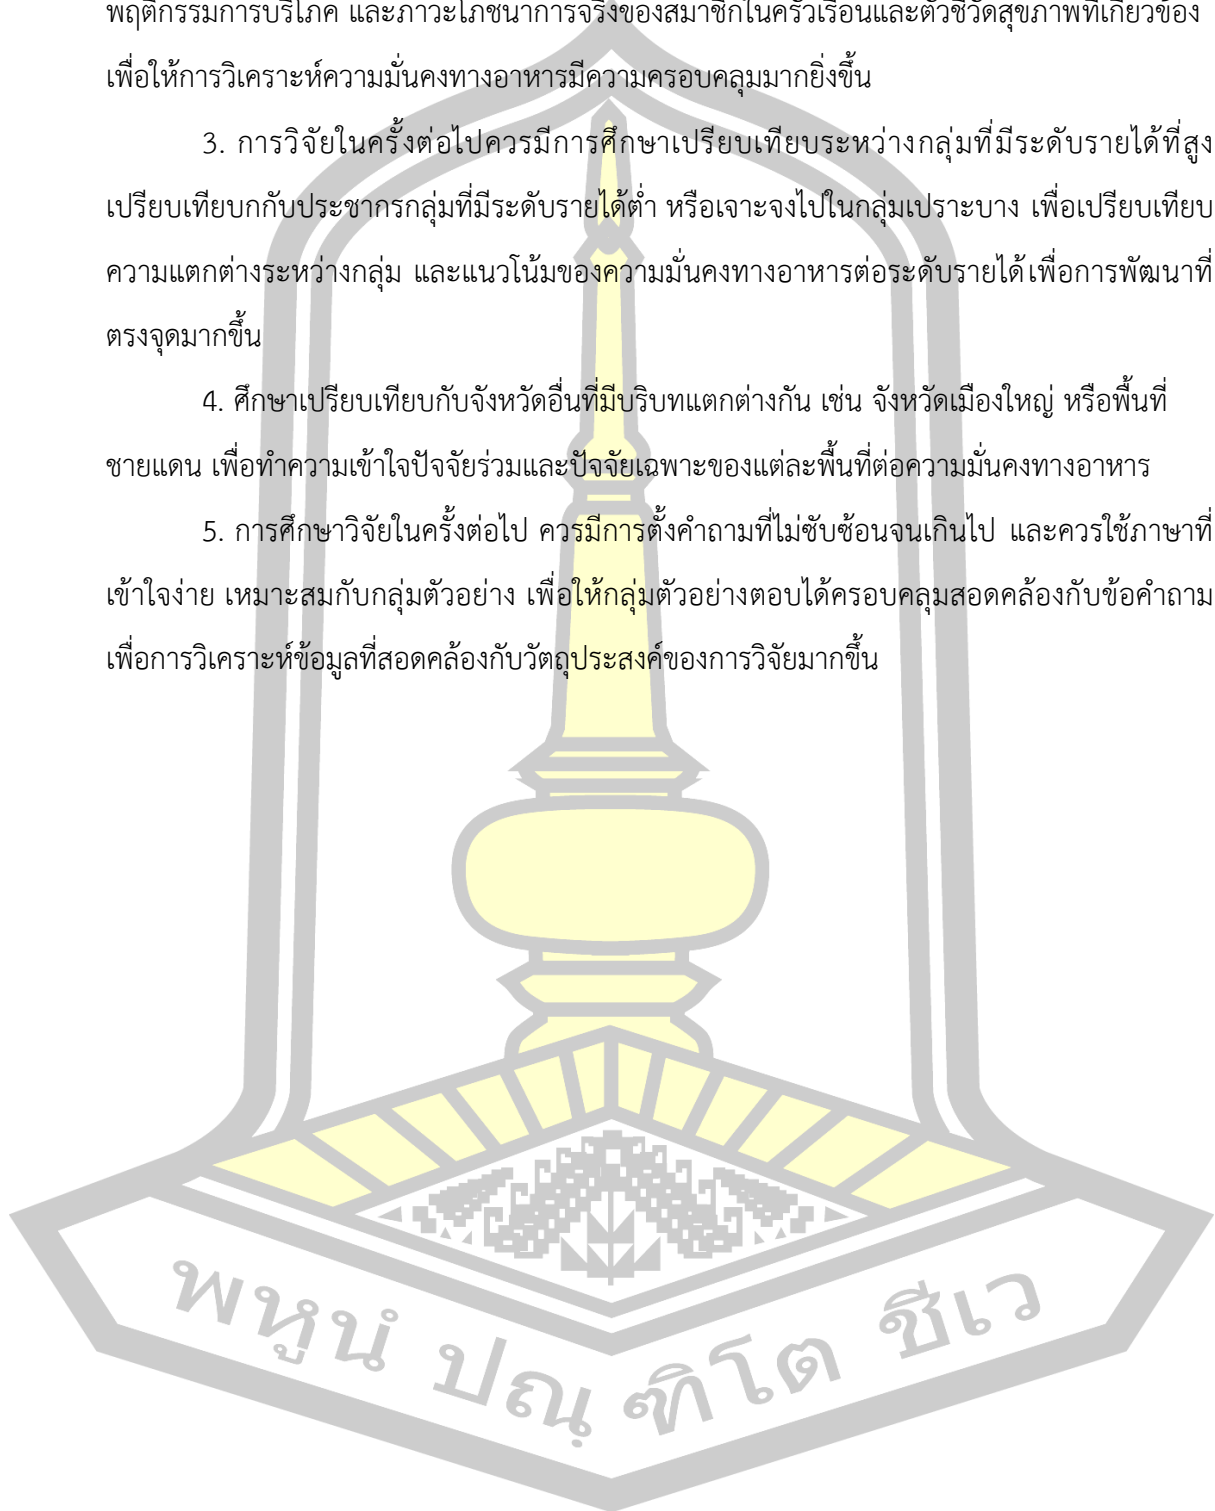 พฤติกรรมการบริโภค และภาวะโภชนาการจริงของสมาชิกในครัวเรือนและตัวชี้วัดสุขภาพที่เกี่ยวข้อง
เพื่อให้การวิเคราะห์ความมั่นคงทางอาหารมีความครอบคลุมมากยิ่งขึ้น
3. การวิจัยในครั้งต่อไปควรมีการศึกษาเปรียบเทียบระหว่างกลุ่มที่มีระดับรายได้ที่สูง
เปรียบเทียบกกับประชากรกลุ่มที่มีระดับรายได้ต่ำ หรือเจาะจงไปในกลุ่มเปราะบาง เพื่อเปรียบเทียบ
ความแตกต่างระหว่างกลุ่ม และแนวโน้มของความมั่นคงทางอาหารต่อระดับรายได้เพื่อการพัฒนาที่
ตรงจุดมากขึ้น
4. ศึกษาเปรียบเทียบกับจังหวัดอื่นที่มีบริบทแตกต่างกัน เช่น จังหวัดเมืองใหญ่ หรือพื้นที่
ชายแดน เพื่อทำความเข้าใจปัจจัยร่วมและปัจจัยเฉพาะของแต่ละพื้นที่ต่อความมั่นคงทางอาหาร
5. การศึกษาวิจัยในครั้งต่อไป ควรมีการตั้งคำถามที่ไม่ซับซ้อนจนเกินไป และควรใช้ภาษาที่
เข้าใจง่าย เหมาะสมกับกลุ่มตัวอย่าง เพื่อให้กลุ่มตัวอย่างตอบได้ครอบคลุมสอดคล้องกับข้อคำถาม
เพื่อการวิเคราะห์ข้อมูลที่สอดคล้องกับวัตถุประสงค์ของการวิจัยมากขึ้น
พหูนํ ปณฺฑิโต ชีเว